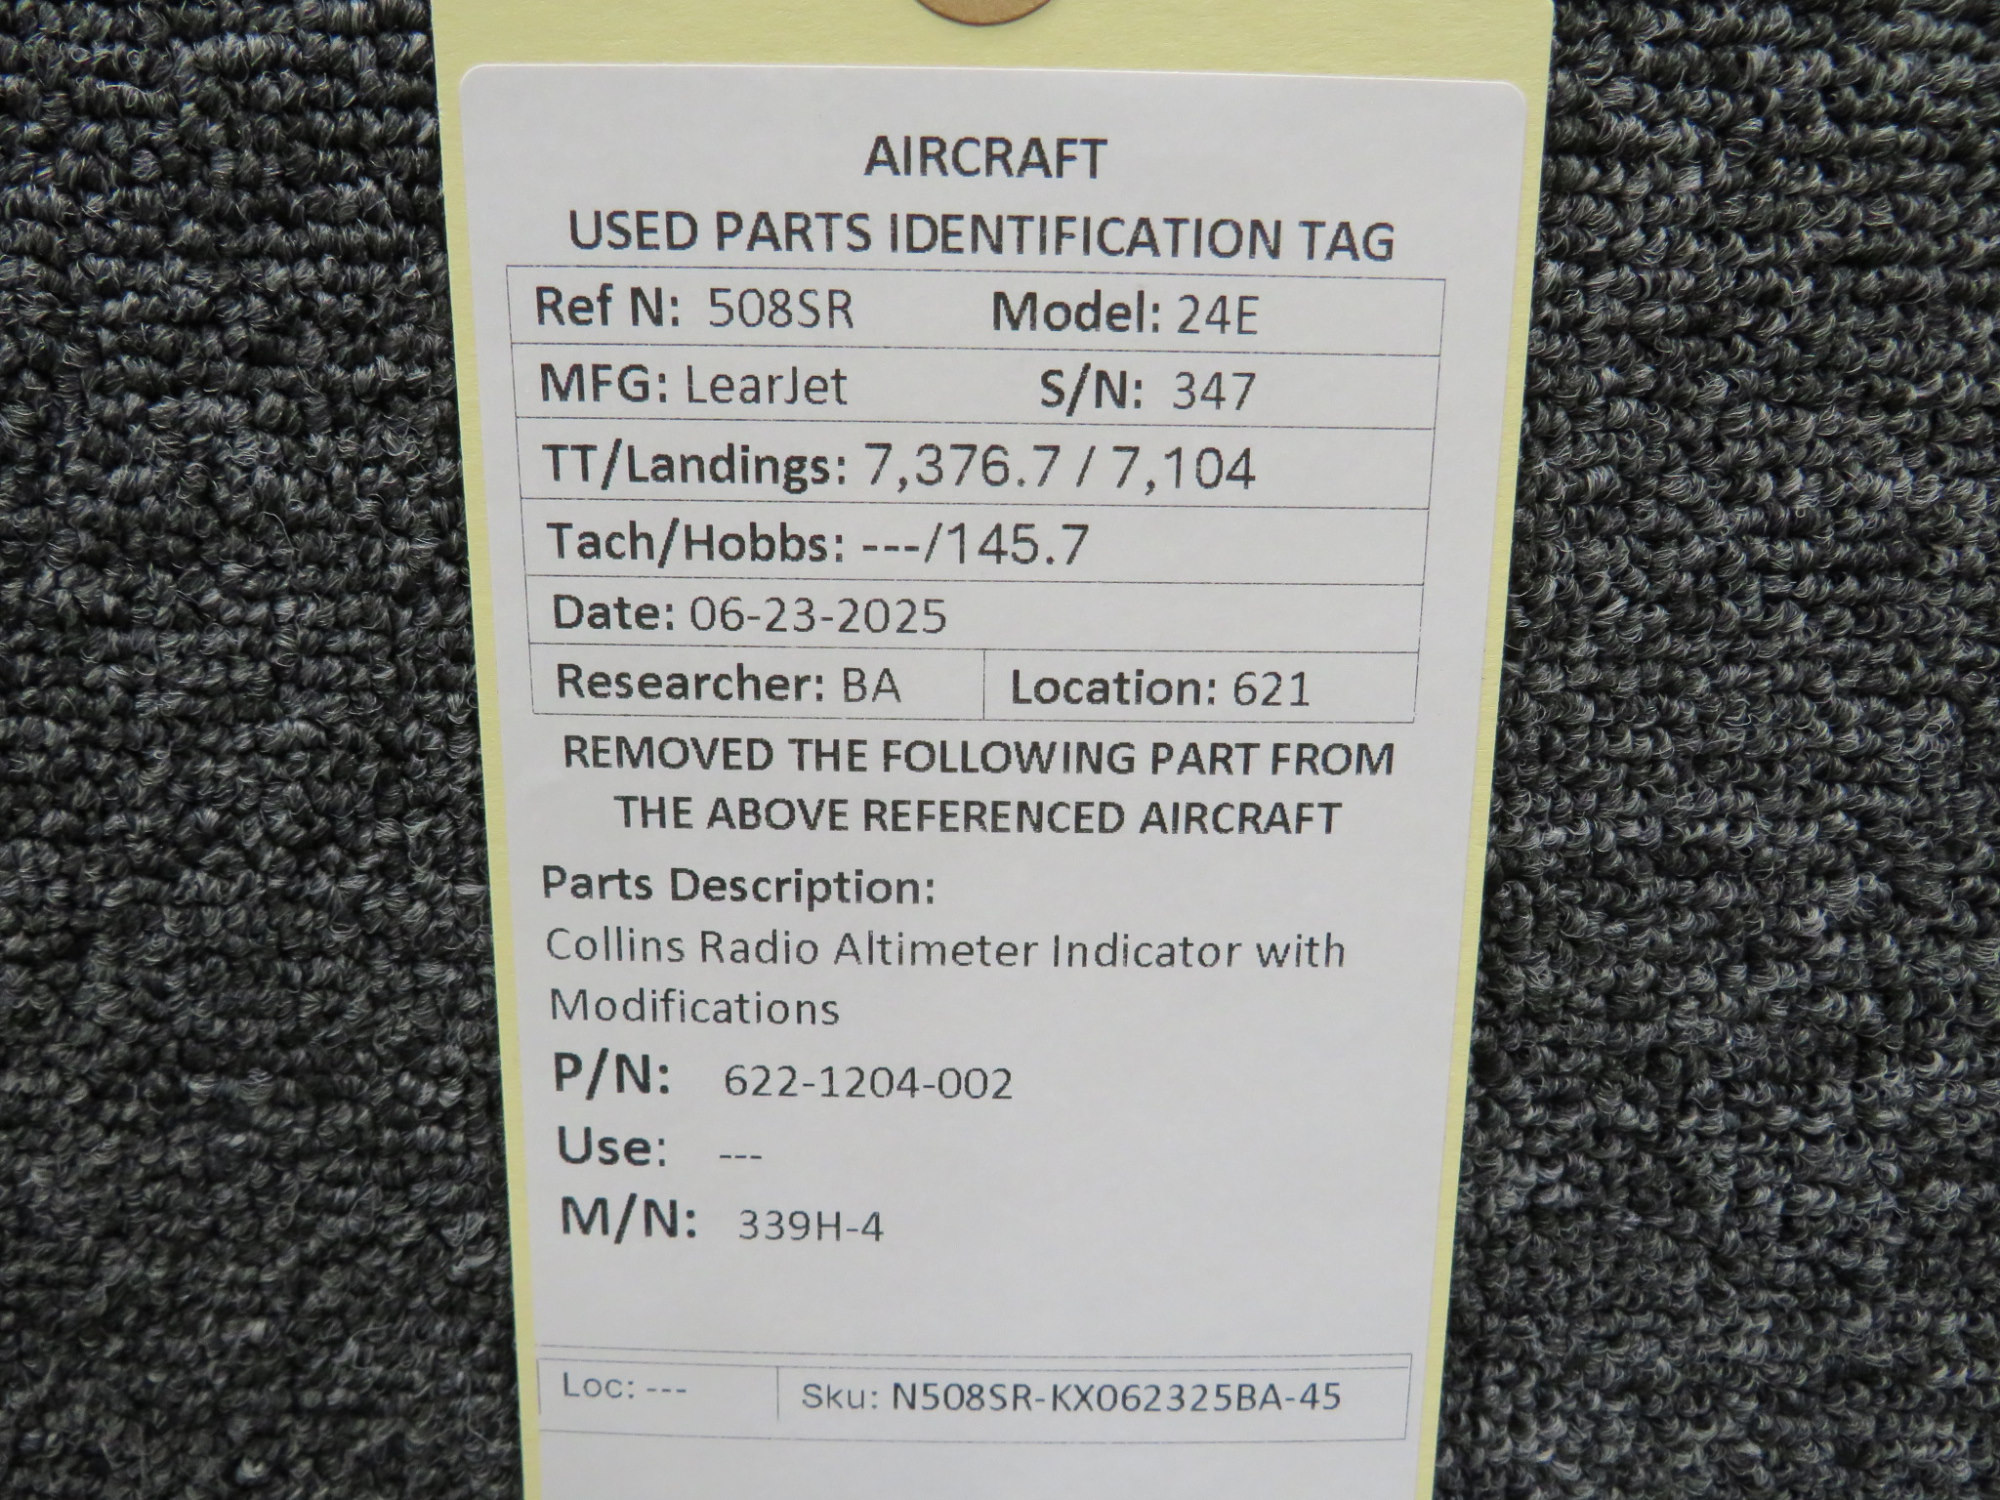 AIRCRAFT
USED PARTS IDENTIFICATION TAG
Ref N: 508SR Model: 24E
MFG: LearJet S/N: 347
TT/Landings: 7,376.7 / 7,104
Tach/Hobbs: ---/145.7
Date: 06-23-2025
Researcher: BA Location: 621
REMOVED THE FOLLOWING PART FROM
THE ABOVE REFERENCED AIRCRAFT
Parts Description:
Collins Radio Altimeter Indicator with
Modifications
P/N: 622-1204-002
Use: ---
M/N: 339H-4
Loc: --- Sku: N508SR-KX062325BA-45